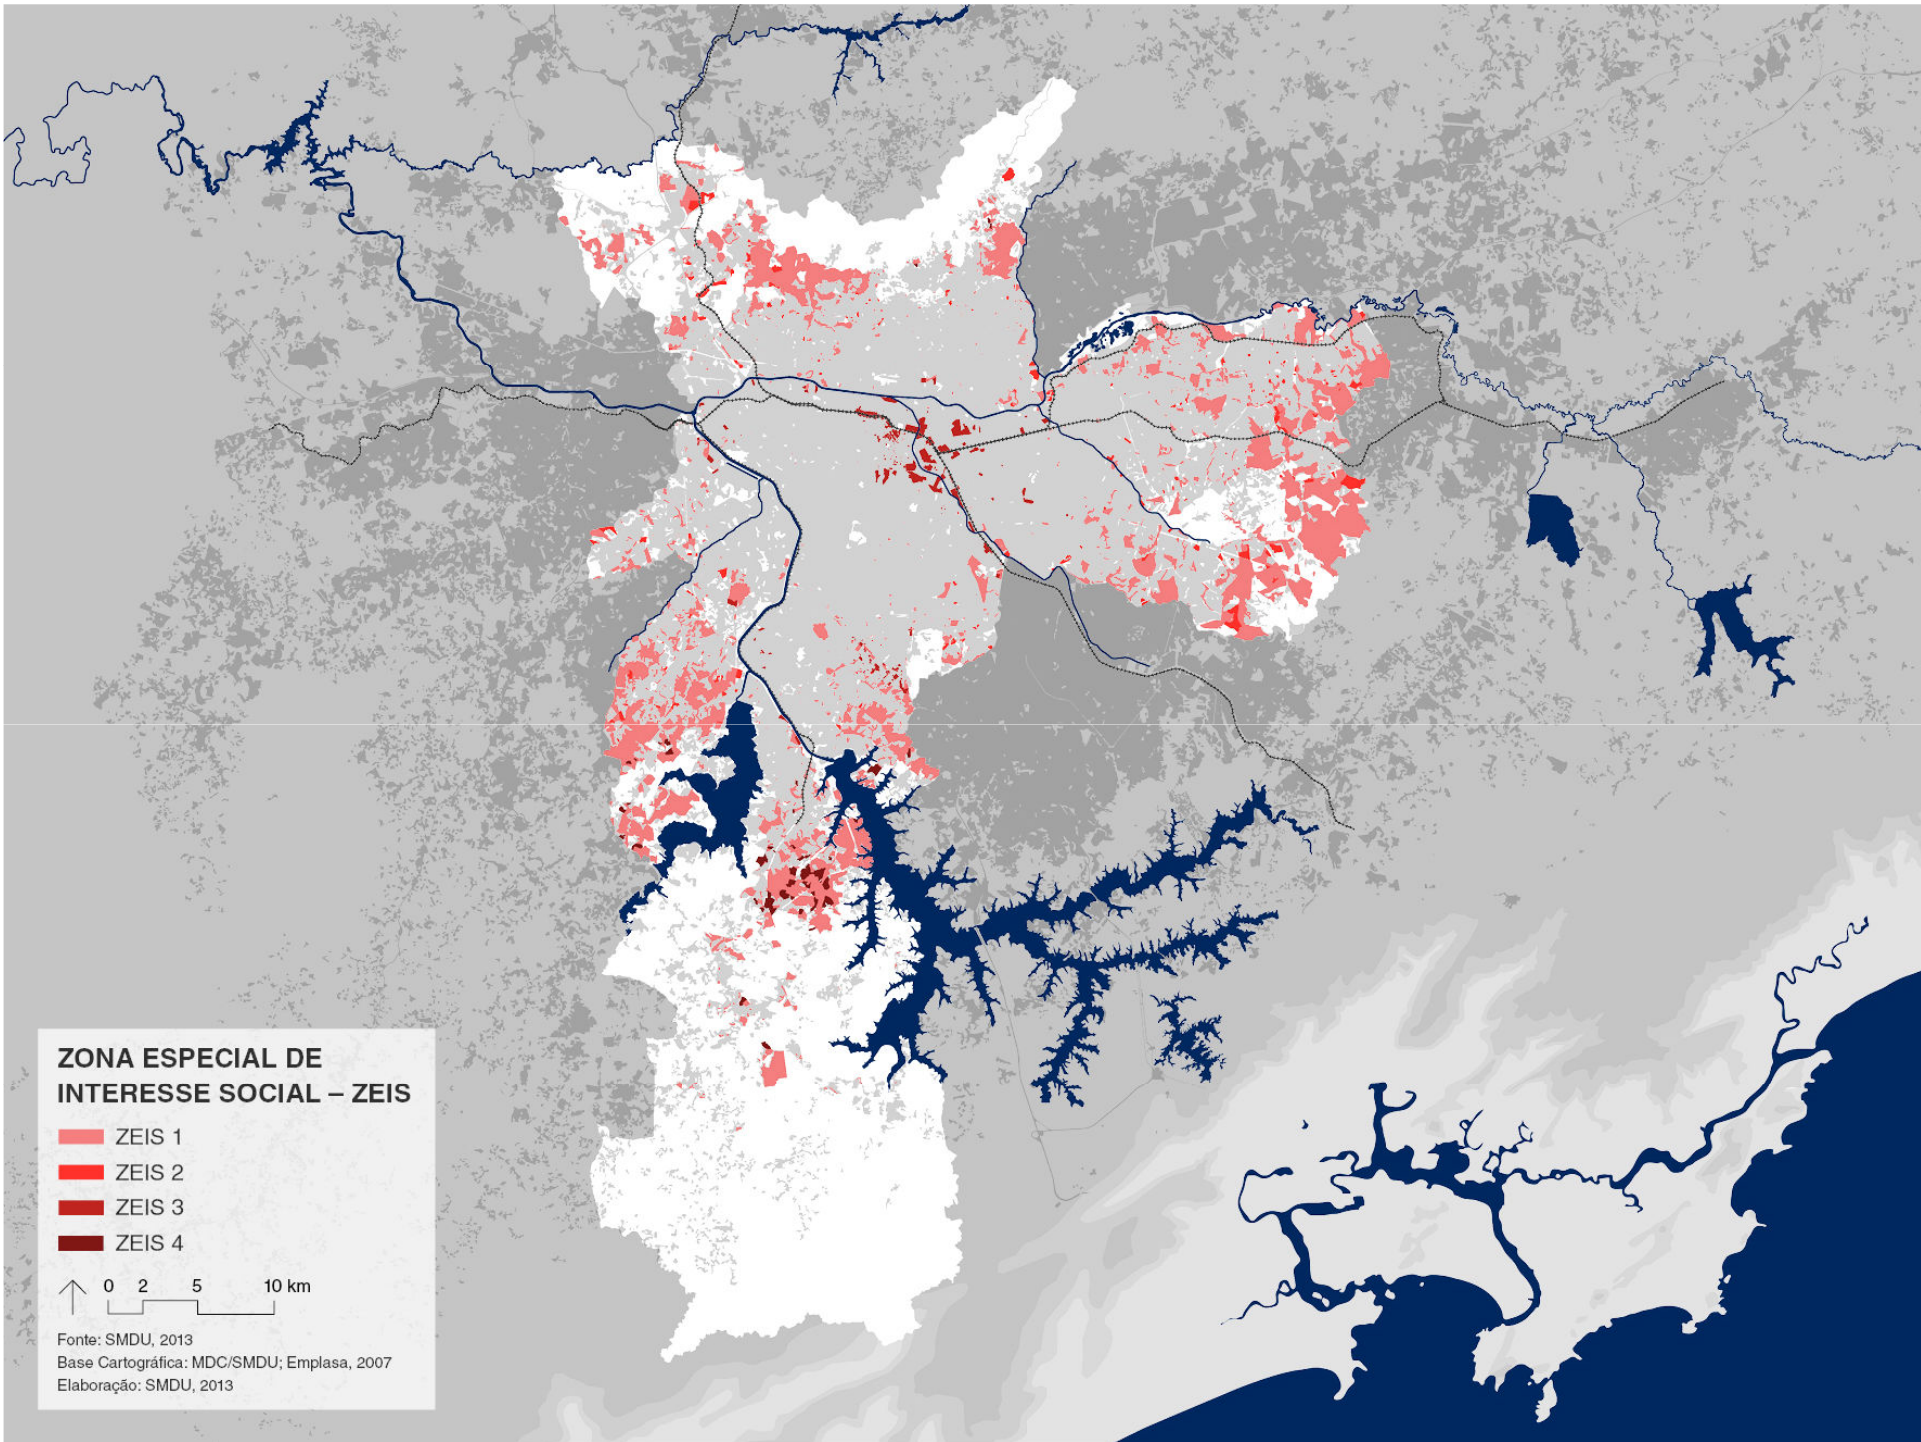 ZONA ESPECIAL DE
INTERESSE SOCIAL – ZEIS
ZEIS 1
ZEIS 2
ZEIS 3
ZEIS 4
0 2 5 10 km
Fonte: SMDU, 2013
Base Cartográfica: MDC/SMDU; Emplasa, 2007
Elaboração: SMDU, 2013